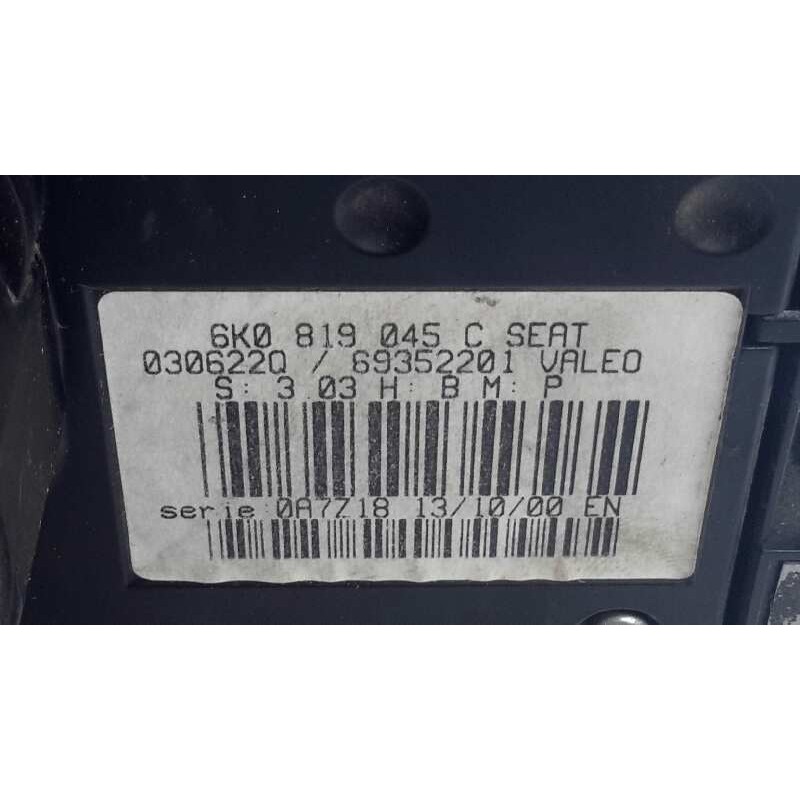 6K0 819 045 C SEAT
030622Q / 69352201 VALEO
S: 3 03 H: B M: P
serie:0A7Z18 13/10/00 EN